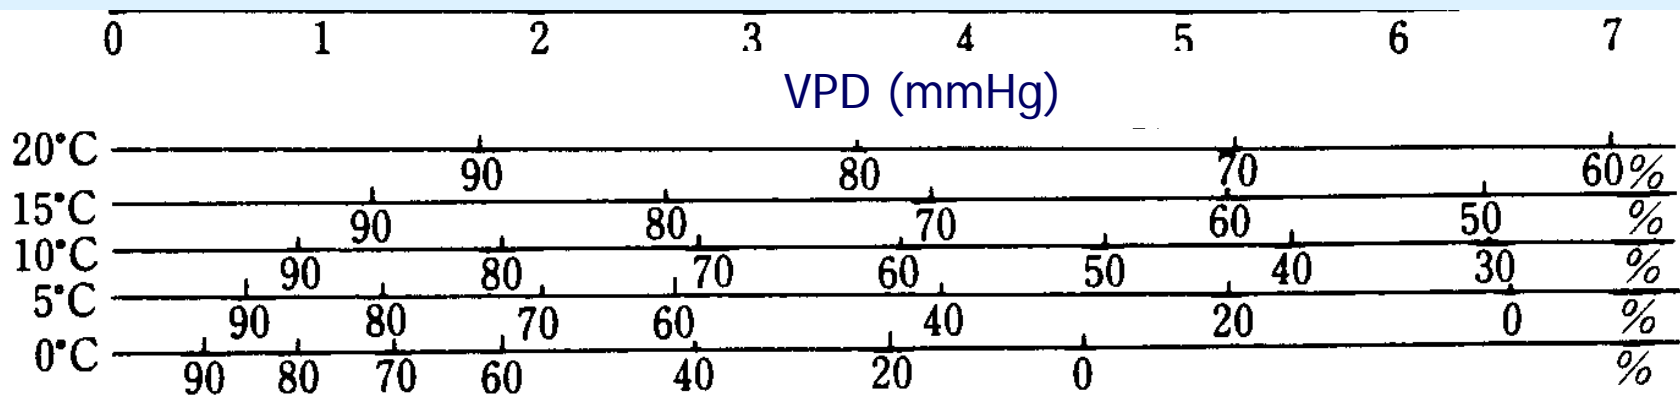 0 1 2 3 4 5 6 7
VPD (mmHg)
20°C 90 80 70 60%
15°C 90 80 70 60 50 %
10°C 90 80 70 60 50 40 30 %
5°C 90 80 70 60 40 20 0 %
0°C 90 80 70 60 40 20 0 %